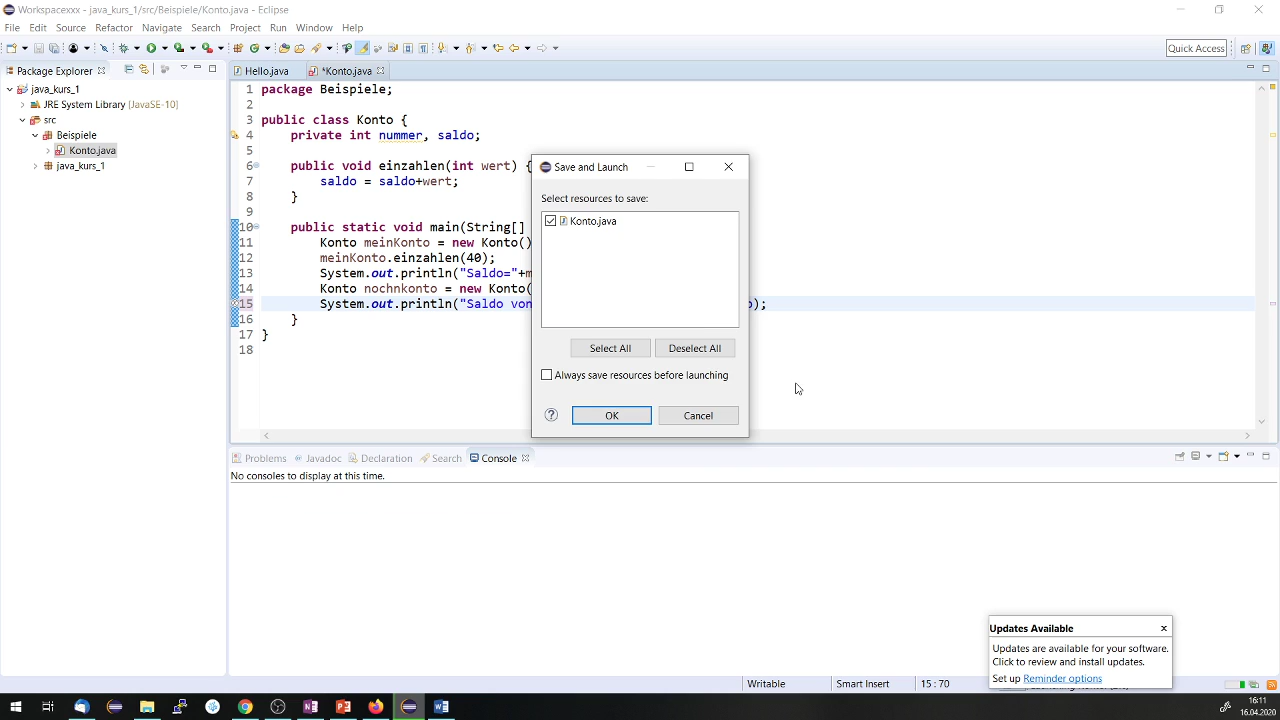 Workspacexxx - java_kurs_1/src/Beispiele/Konto.java - Eclipse
File Edit Source Refactor Navigate Search Project Run Window Help
Quick Access
Package Explorer
Hello.java *Konto.java
java_kurs_1
JRE System Library [JavaSE-10]
src
Beispiele
Konto.java
java_kurs_1
1 package Beispiele;
2
3 public class Konto {
4 private int nummer, saldo;
5
6 public void einzahlen(int wert) {
7 saldo = saldo+wert;
8 }
9
10 public static void main(String[]
11 Konto meinKonto = new Konto()
12 meinKonto.einzahlen(40);
13 System.out.println("Saldo="+m
14 Konto nochnkonto = new Konto(
15 System.out.println("Saldo von o);
16 }
17 }
18
Save and Launch
Select resources to save:
Konto.java
Select All Deselect All
Always save resources before launching
OK Cancel
Problems Javadoc Declaration Search Console
No consoles to display at this time.
Updates Available
Updates are available for your software.
Click to review and install updates.
Set up Reminder options
Writable Smart Insert 15 : 70
16:11
16.04.2020